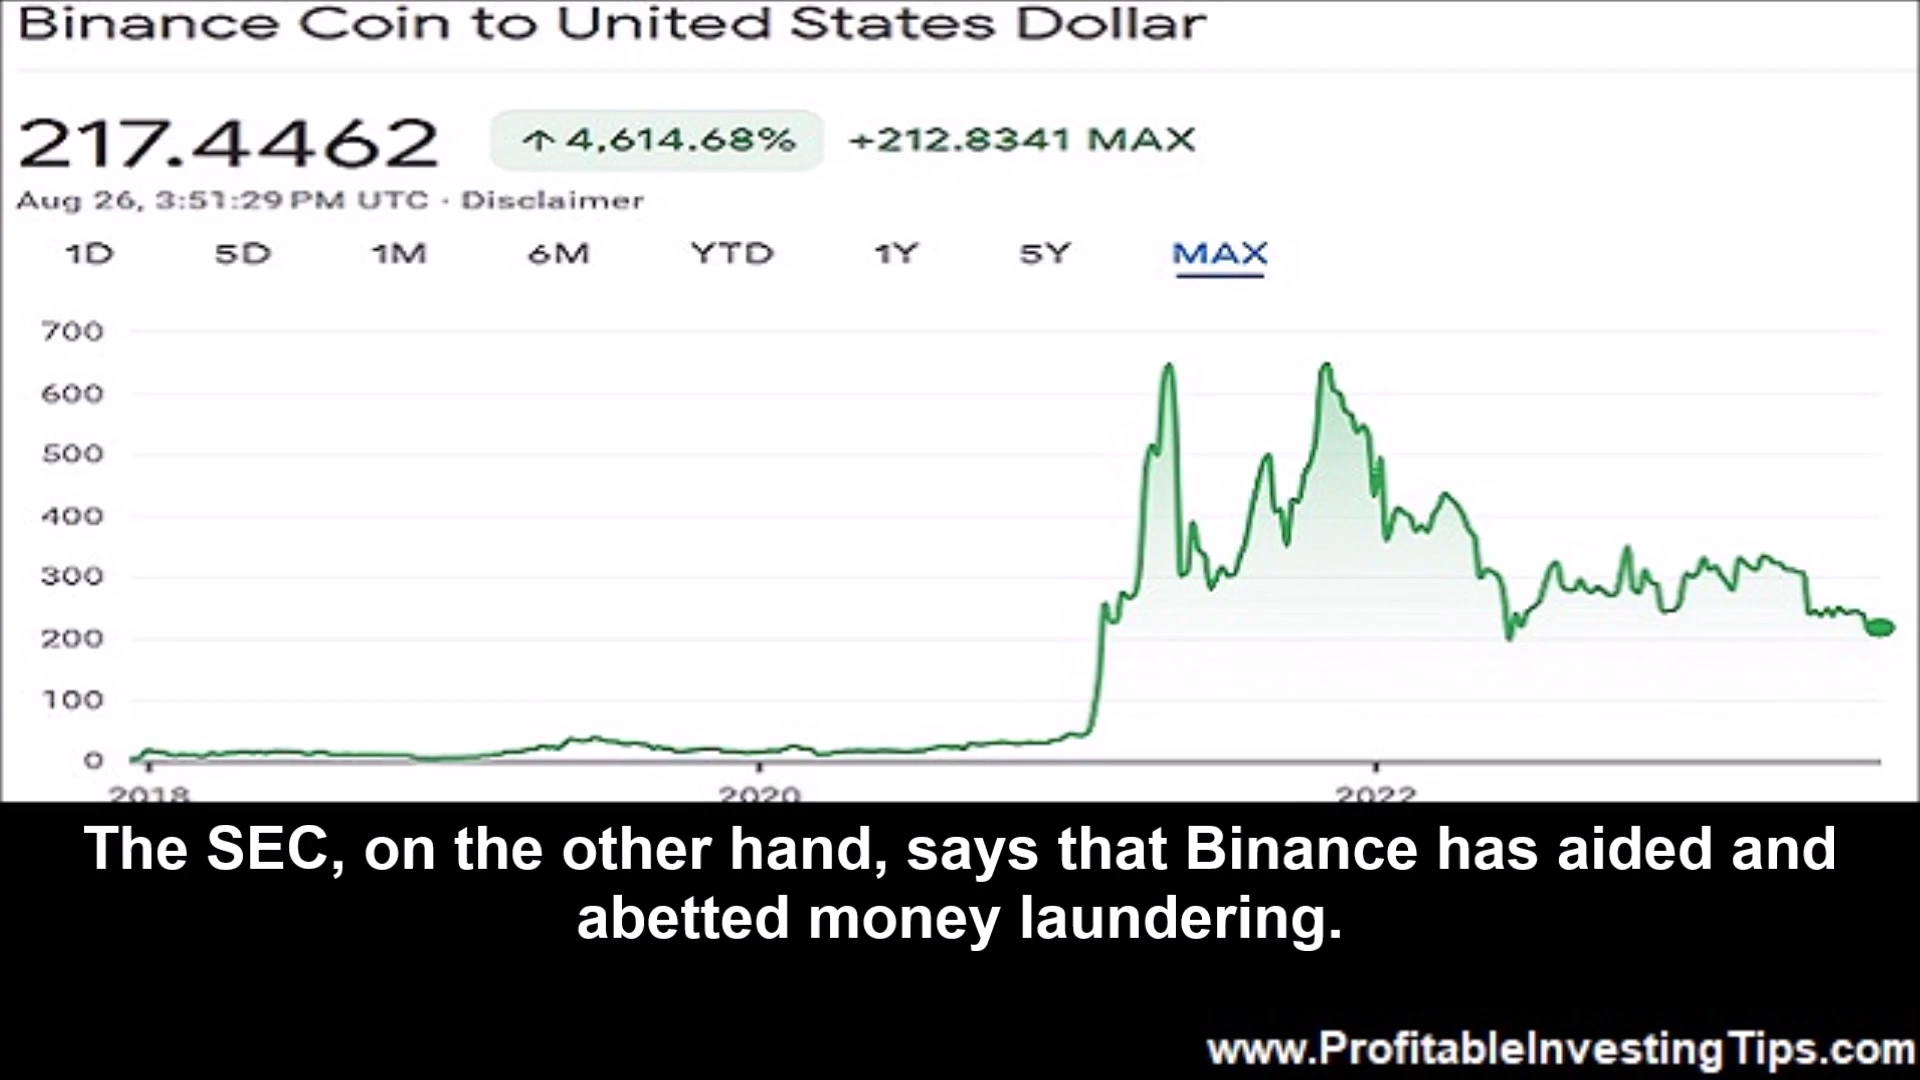 Binance Coin to United States Dollar
217.4462 ↑ 4,614.68% +212.8341 MAX
Aug 26, 3:51:29 PM UTC · Disclaimer
1D 5D 1M 6M YTD 1Y 5Y MAX
700
600
500
400
300
200
100
0
2018 2020 2022
The SEC, on the other hand, says that Binance has aided and
abetted money laundering.
www.ProfitableInvestingTips.com